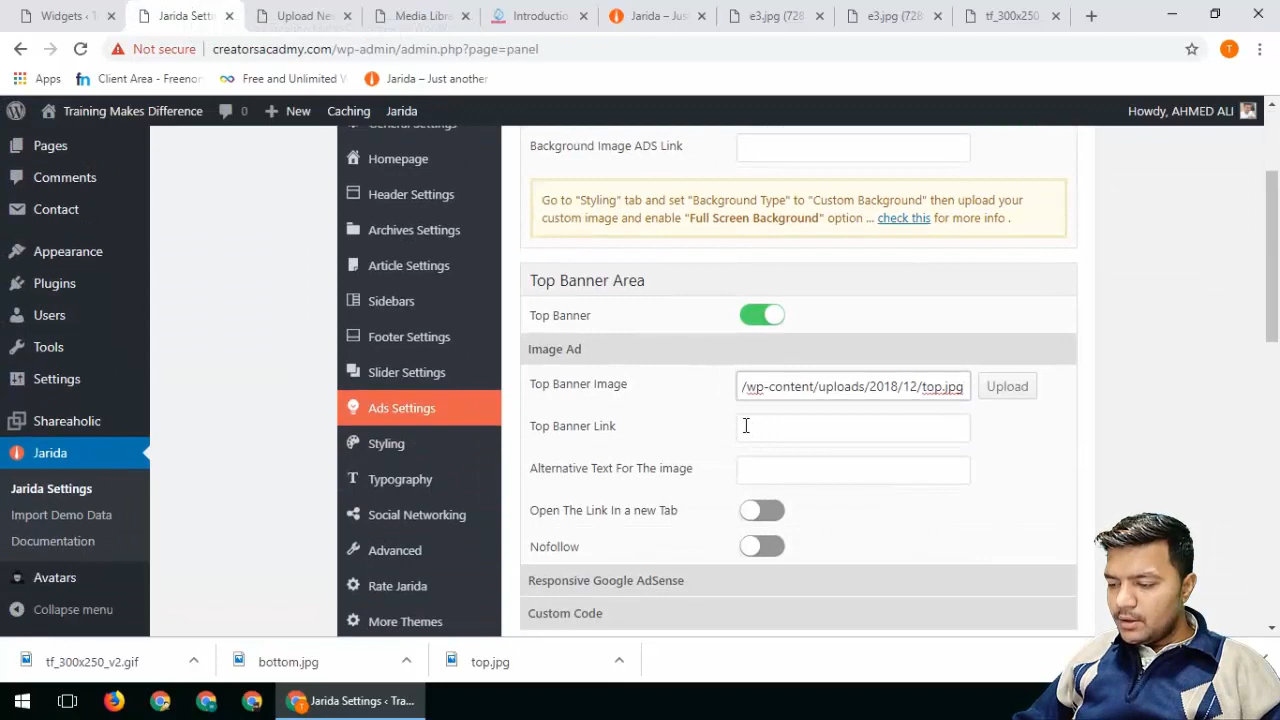 Widgets ‹ T
Jarida Setti
Upload Nev
Media Libra
Introductio
Jarida – Jus
e3.jpg (728
e3.jpg (728
tf_300x250_
Not secure
creatorsacadmy.com/wp-admin/admin.php?page=panel
Apps
Client Area - Freenom
Free and Unlimited W
Jarida – Just another
Training Makes Difference
0
New
Caching
Jarida
Howdy, AHMED ALI
Pages
Comments
Contact
Appearance
Plugins
Users
Tools
Settings
Shareaholic
Jarida
Jarida Settings
Import Demo Data
Documentation
Avatars
Collapse menu
General Settings
Homepage
Header Settings
Archives Settings
Article Settings
Sidebars
Footer Settings
Slider Settings
Ads Settings
Styling
Typography
Social Networking
Advanced
Rate Jarida
More Themes
Background Image ADS Link
Go to "Styling" tab and set "Background Type" to "Custom Background" then upload your
custom image and enable "Full Screen Background" option ... check this for more info .
Top Banner Area
Top Banner
Image Ad
Top Banner Image
/wp-content/uploads/2018/12/top.jpg
Upload
Top Banner Link
Alternative Text For The image
Open The Link In a new Tab
Nofollow
Responsive Google AdSense
Custom Code
tf_300x250_v2.gif
bottom.jpg
top.jpg
Jarida Settings ‹ Tra...